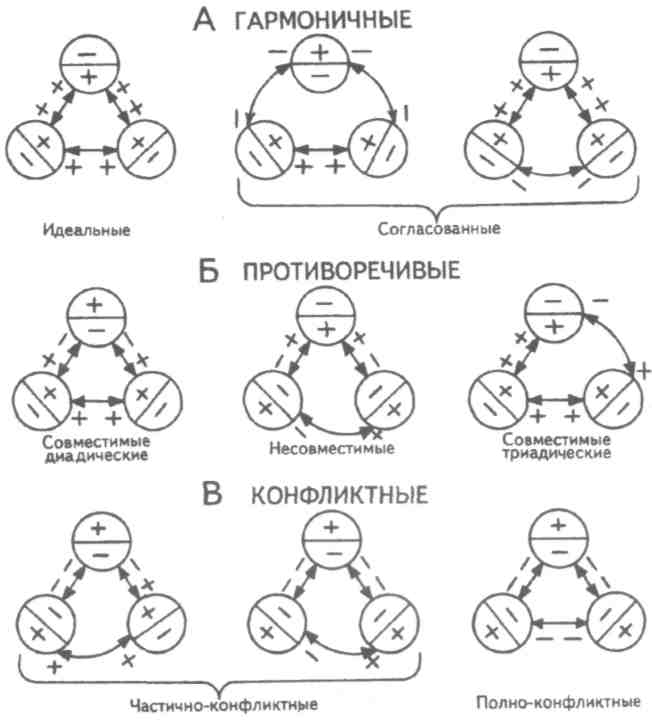 А ГАРМОНИЧНЫЕ
Идеальные
Согласованные
Б ПРОТИВОРЕЧИВЫЕ
Совместимые
диадические
Несовместимые
Совместимые
триадические
В КОНФЛИКТНЫЕ
Частично-конфликтные
Полно-конфликтные